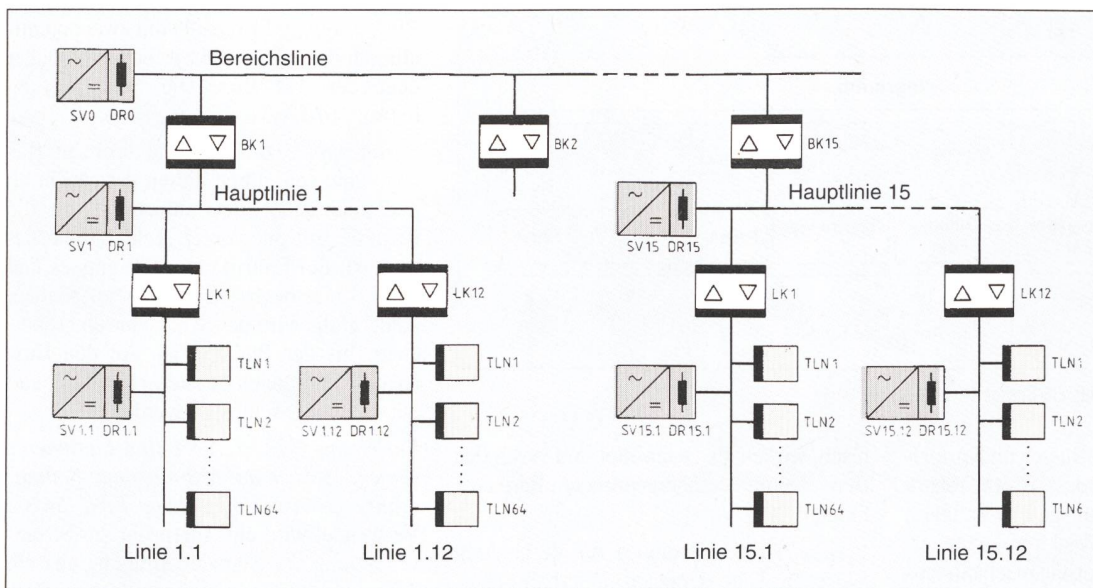 Bereichslinie
SV0 DR0
BK1
BK2
BK15
Hauptlinie 1
Hauptlinie 15
SV1 DR1
SV15 DR15
LK1
LK12
LK1
LK12
TLN1
TLN1
TLN1
TLN1
SV1.1 DR1.1
TLN2
SV1.12 DR1.12
TLN2
SV15.1 DR15.1
TLN2
SV15.12 DR15.12
TLN2
TLN64
TLN64
TLN64
TLN6
Linie 1.1
Linie 1.12
Linie 15.1
Linie 15.12